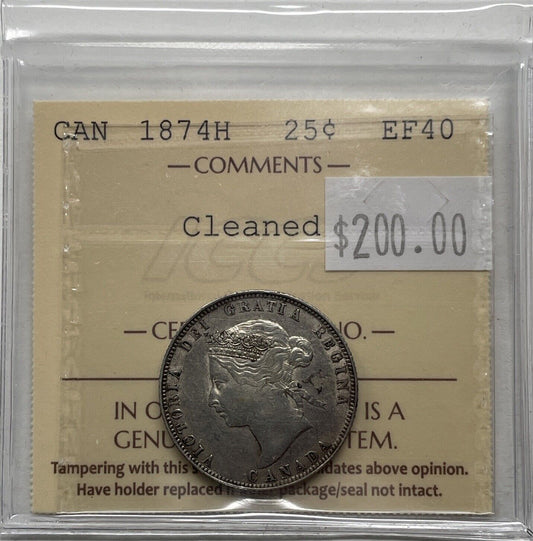 CAN 1874H 25¢ EF40
— COMMENTS —
Cleaned
$200.00
ICCS
— CE NO. —
VICTORIA DEI GRATIA REGINA
CANADA
IN IS A
GENU TEM.
Tampering with this dates above opinion.
Have holder replaced package/seal not intact.